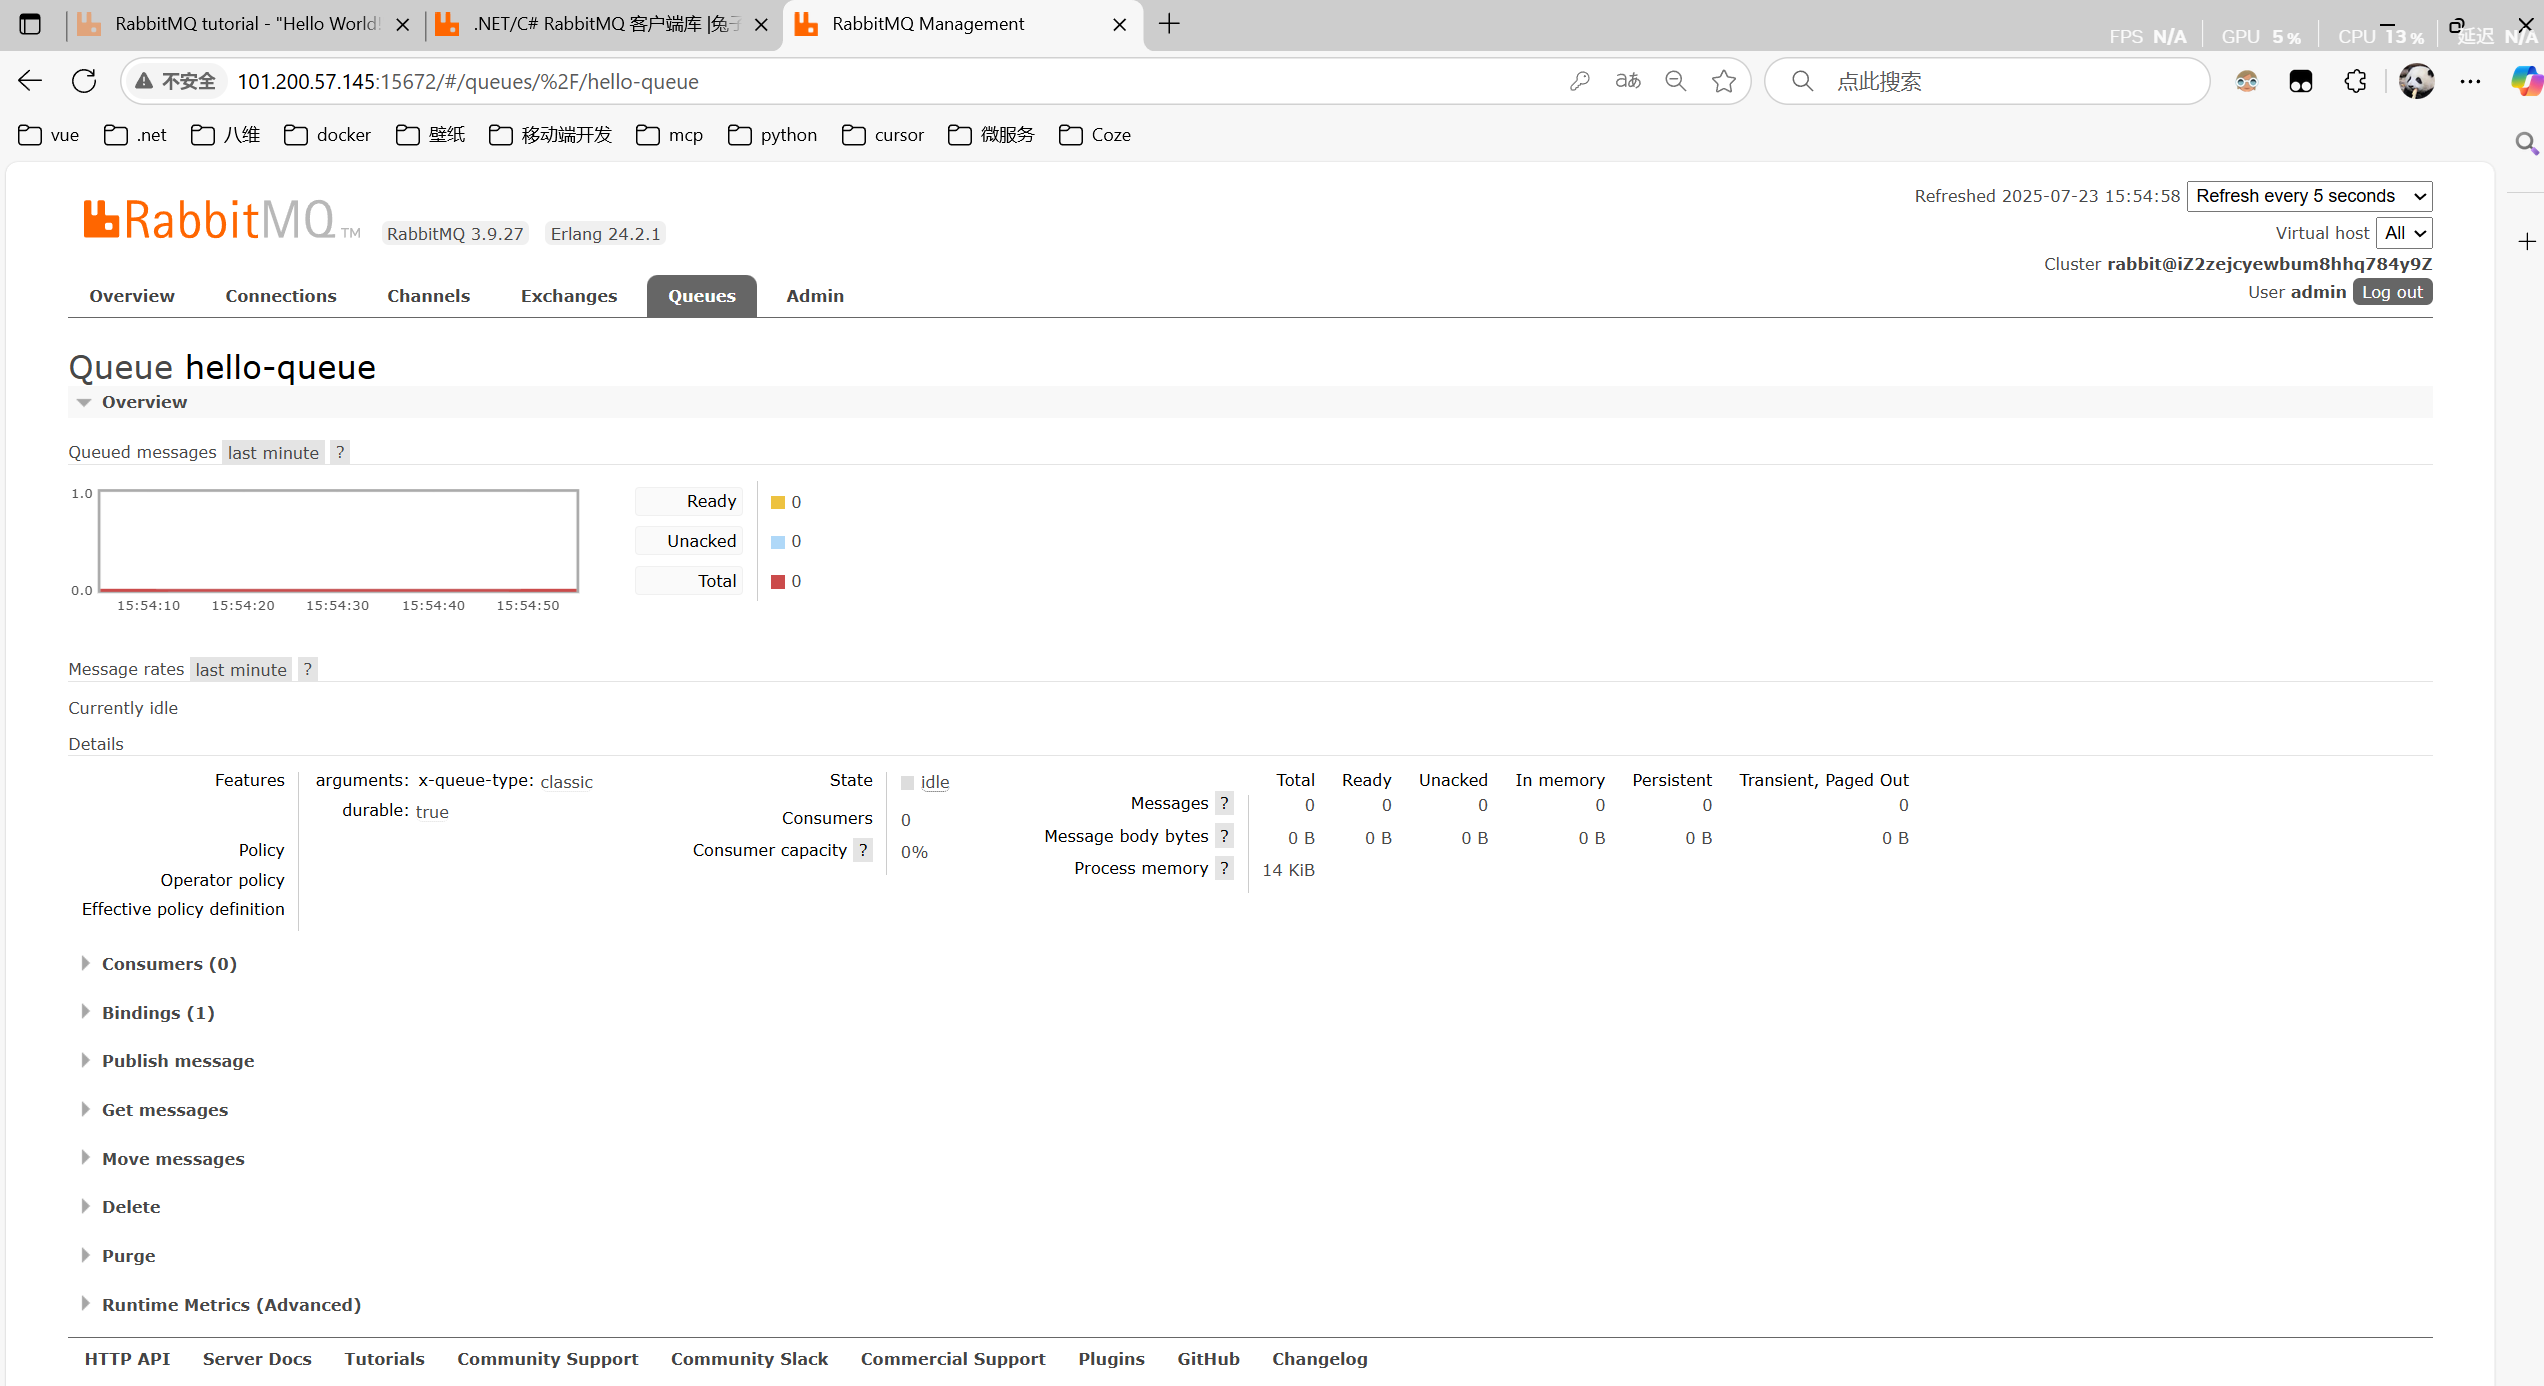 RabbitMQ tutorial - "Hello World!
.NET/C# RabbitMQ 客户端库 |兔子
RabbitMQ Management
FPS N/A GPU 5% CPU 13% 延迟 N/A
不安全 101.200.57.145:15672/#/queues/%2F/hello-queue
点此搜索
vue .net 八维 docker 壁纸 移动端开发 mcp python cursor 微服务 Coze
Refreshed 2025-07-23 15:54:58 Refresh every 5 seconds
RabbitMQ TM RabbitMQ 3.9.27 Erlang 24.2.1
Virtual host All
Cluster rabbit@iZ2zejcyewbum8hhq784y9Z
User admin Log out
Overview Connections Channels Exchanges Queues Admin
Queue hello-queue
Overview
Queued messages last minute ?
1.0
0.0
15:54:10 15:54:20 15:54:30 15:54:40 15:54:50
Ready 0
Unacked 0
Total 0
Message rates last minute ?
Currently idle
Details
Features arguments: x-queue-type: classic
durable: true
Policy
Operator policy
Effective policy definition
State idle
Consumers 0
Consumer capacity ? 0%
Total Ready Unacked In memory Persistent Transient, Paged Out
Messages ? 0 0 0 0 0 0
Message body bytes ? 0 B 0 B 0 B 0 B 0 B 0 B
Process memory ? 14 KiB
Consumers (0)
Bindings (1)
Publish message
Get messages
Move messages
Delete
Purge
Runtime Metrics (Advanced)
HTTP API Server Docs Tutorials Community Support Community Slack Commercial Support Plugins GitHub Changelog